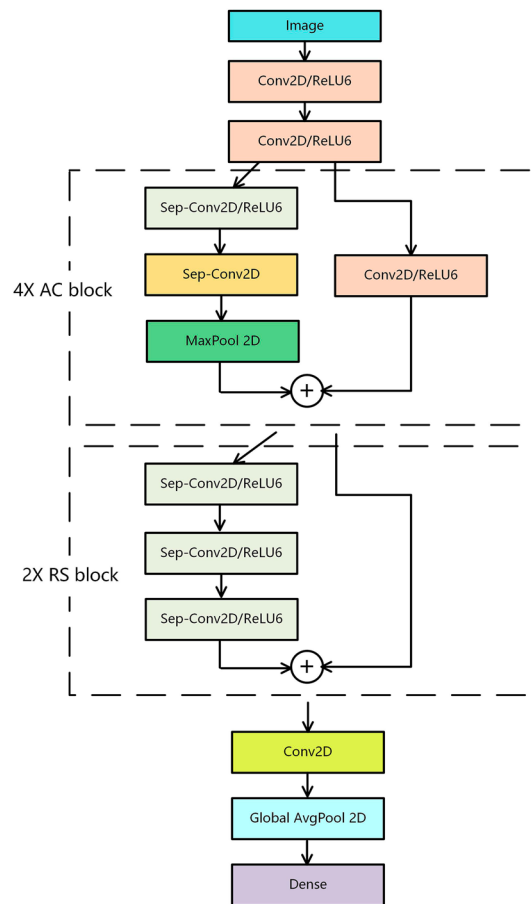 Image
Conv2D/ReLU6
Conv2D/ReLU6
4X AC block
Sep-Conv2D/ReLU6
Sep-Conv2D
MaxPool 2D
Conv2D/ReLU6
+
2X RS block
Sep-Conv2D/ReLU6
Sep-Conv2D/ReLU6
Sep-Conv2D/ReLU6
+
Conv2D
Global AvgPool 2D
Dense